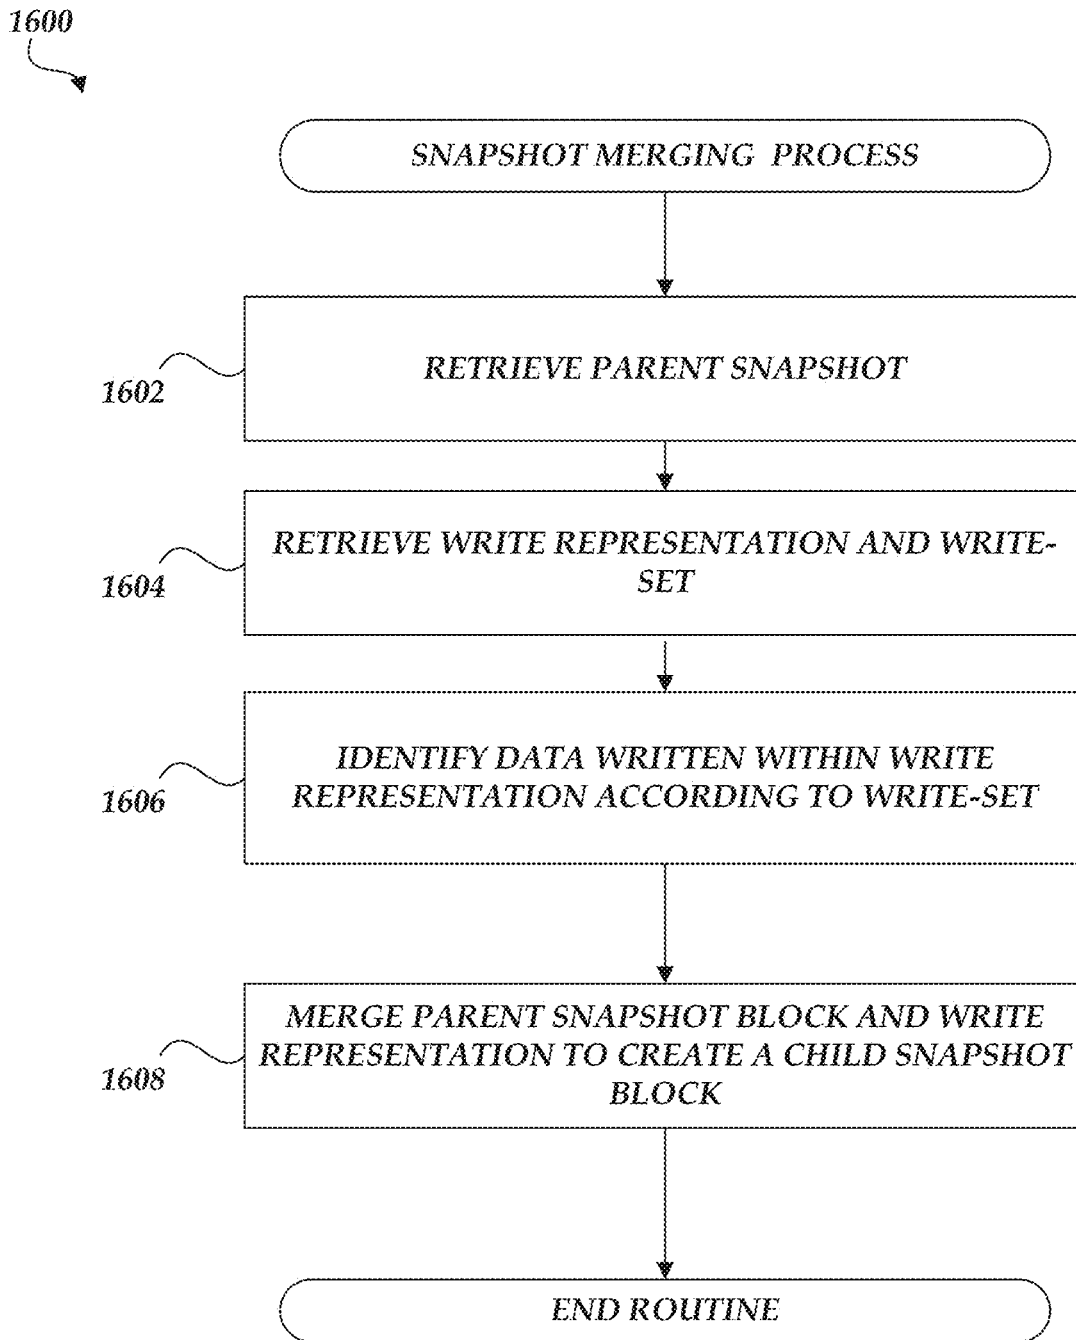 1600
SNAPSHOT MERGING PROCESS
RETRIEVE PARENT SNAPSHOT
1602
RETRIEVE WRITE REPRESENTATION AND WRITE-
SET
1604
IDENTIFY DATA WRITTEN WITHIN WRITE
REPRESENTATION ACCORDING TO WRITE-SET
1606
MERGE PARENT SNAPSHOT BLOCK AND WRITE
REPRESENTATION TO CREATE A CHILD SNAPSHOT
BLOCK
1608
END ROUTINE